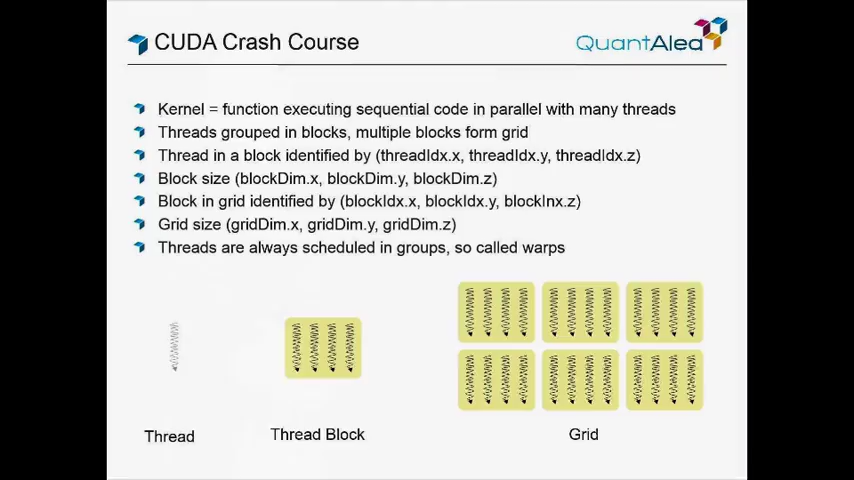 CUDA Crash Course
QuantAlea
Kernel = function executing sequential code in parallel with many threads
Threads grouped in blocks, multiple blocks form grid
Thread in a block identified by (threadIdx.x, threadIdx.y, threadIdx.z)
Block size (blockDim.x, blockDim.y, blockDim.z)
Block in grid identified by (blockIdx.x, blockIdx.y, blockInx.z)
Grid size (gridDim.x, gridDim.y, gridDim.z)
Threads are always scheduled in groups, so called warps
Thread
Thread Block
Grid